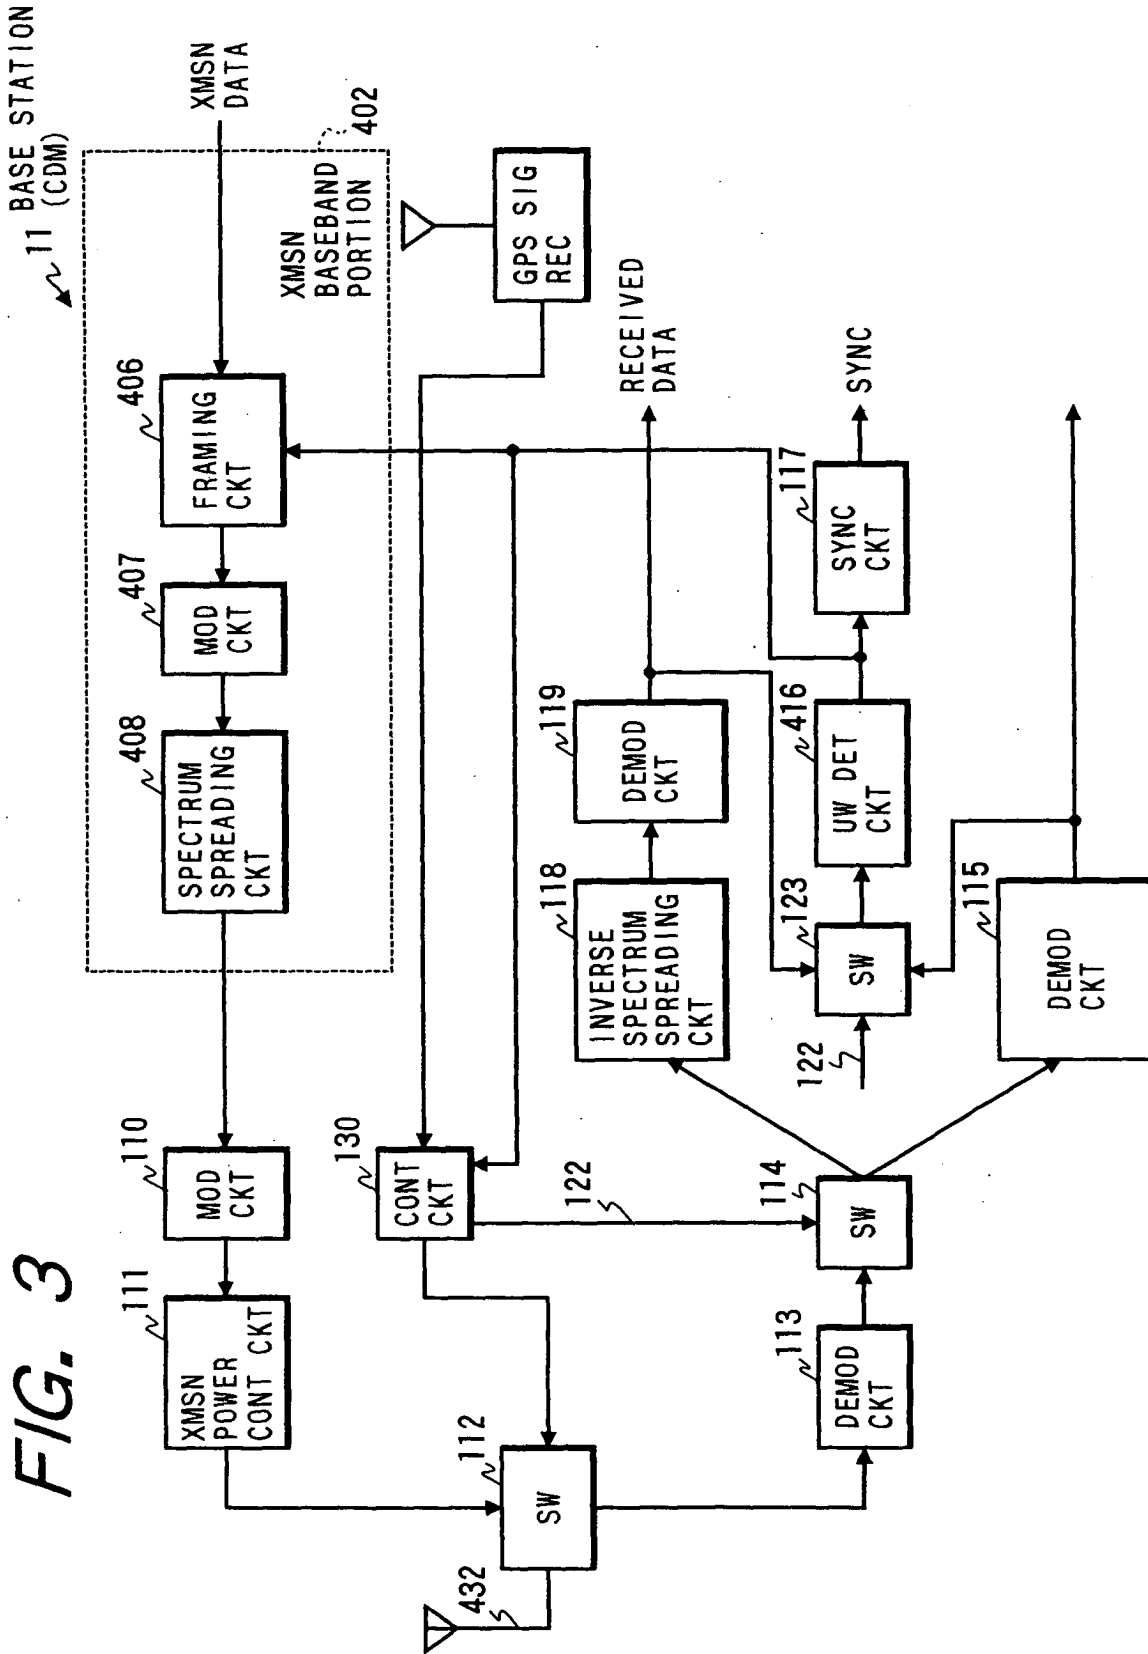 FIG. 3
11 BASE STATION
(CDM)
XMSN
DATA
402
XMSN
BASEBAND
PORTION
406
FRAMING
CKT
407
MOD
CKT
408
SPECTRUM
SPREADING
CKT
110
MOD
CKT
111
XMSN
POWER
CONT CKT
GPS SIG
REC
130
CONT
CKT
122
112
SW
432
RECEIVED
DATA
119
DEMOD
CKT
118
INVERSE
SPECTRUM
SPREADING
CKT
SYNC
117
SYNC
CKT
416
UW DET
CKT
123
SW
122
114
SW
113
DEMOD
CKT
115
DEMOD
CKT